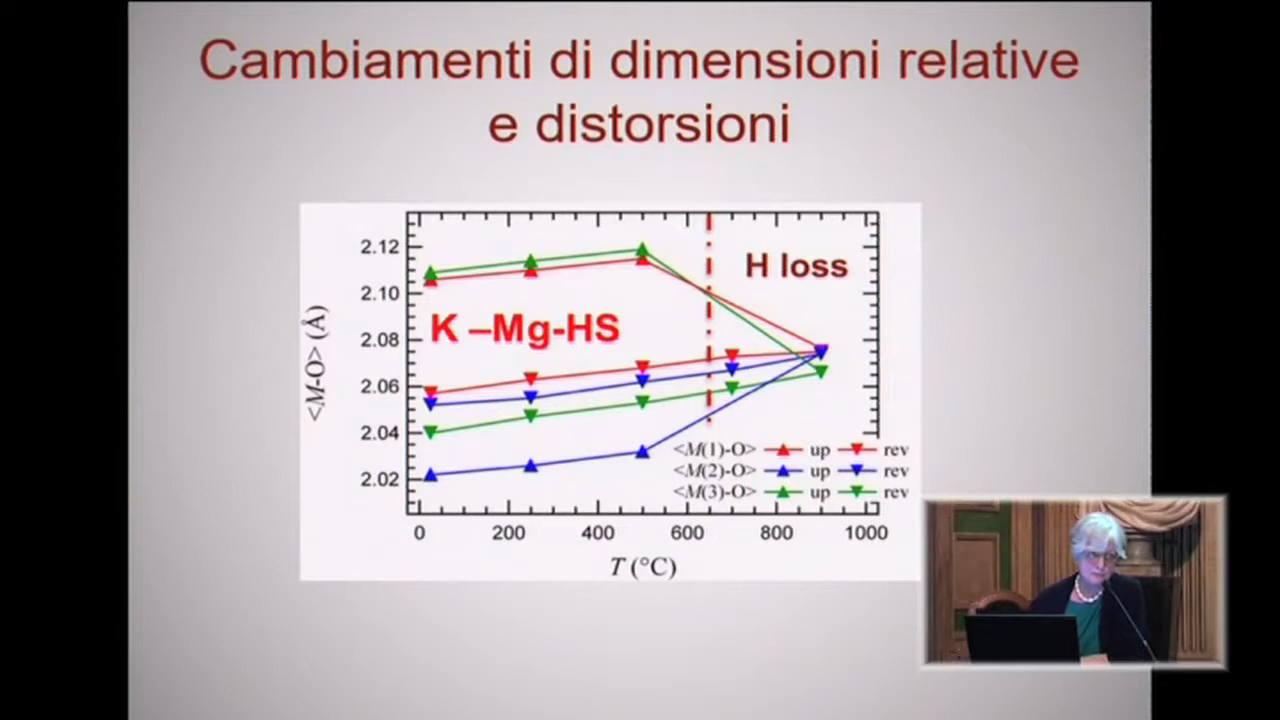 Cambiamenti di dimensioni relative
e distorsioni
2.12
2.10
2.08
2.06
2.04
2.02
<M-O> (Å)
K –Mg-HS
H loss
<M(1)-O> up rev
<M(2)-O> up rev
<M(3)-O> up rev
0 200 400 600 800 1000
T (°C)